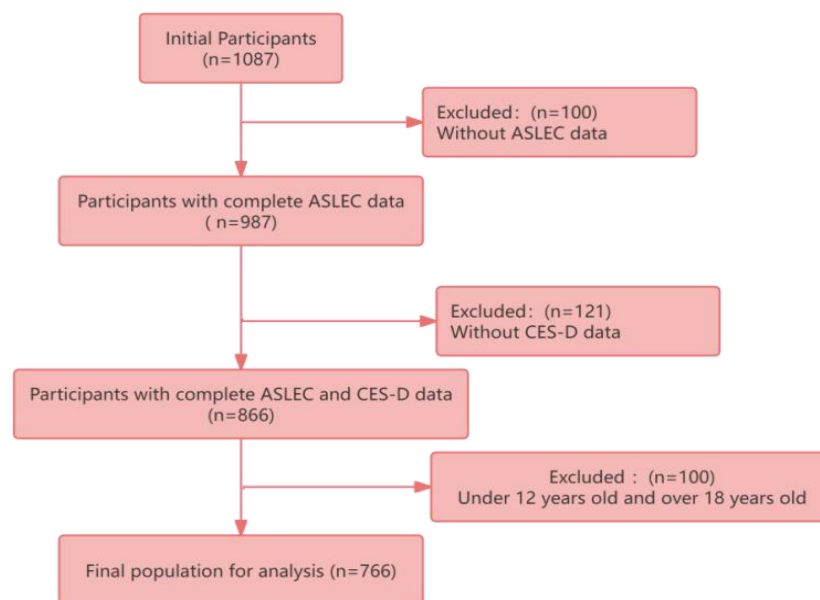 Initial Participants
(n=1087)
Excluded：(n=100)
Without ASLEC data
Participants with complete ASLEC data
( n=987)
Excluded：(n=121)
Without CES-D data
Participants with complete ASLEC and CES-D data
(n=866)
Excluded：(n=100)
Under 12 years old and over 18 years old
Final population for analysis (n=766)